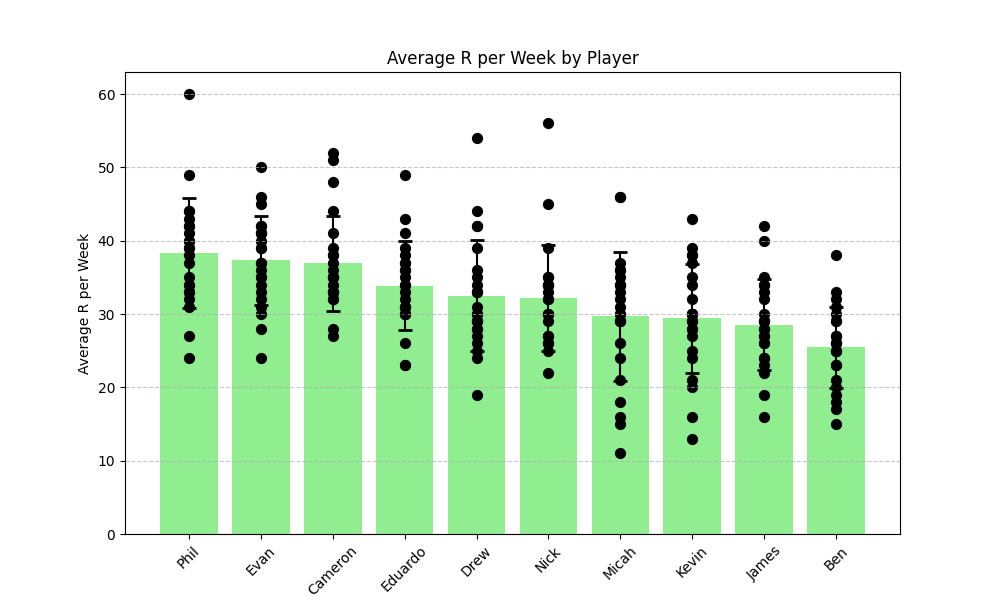 Average R per Week by Player
Average R per Week
60
50
40
30
20
10
0
Phil
Evan
Cameron
Eduardo
Drew
Nick
Micah
Kevin
James
Ben